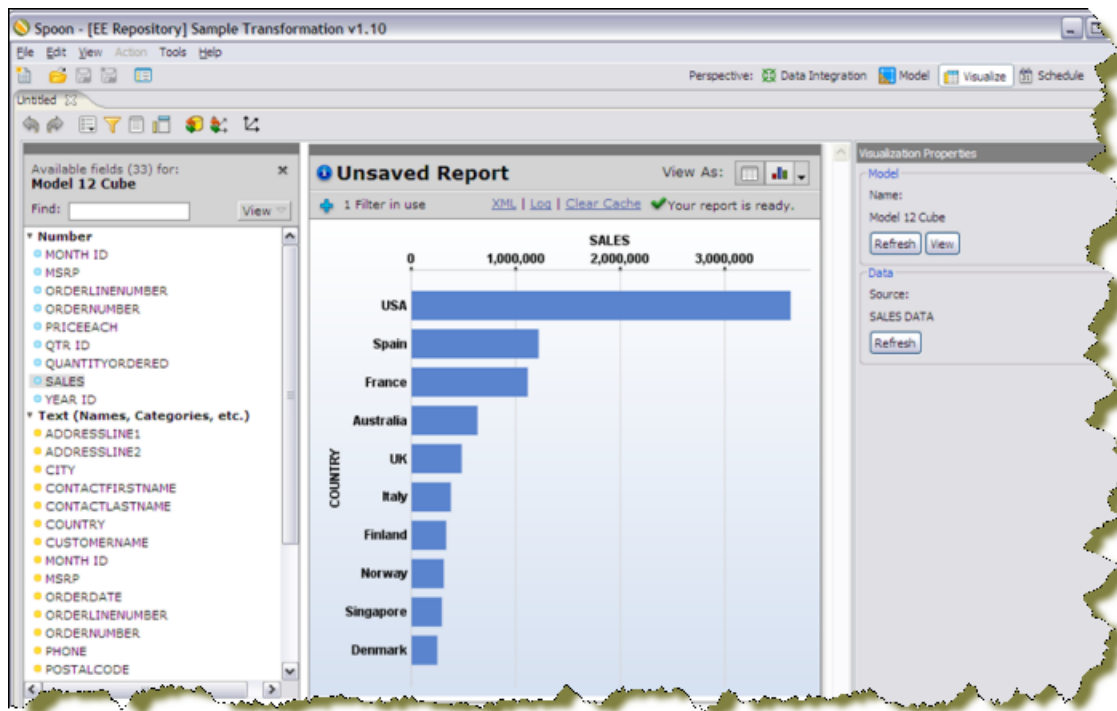 Spoon - [EE Repository] Sample Transformation v1.10
File Edit View Action Tools Help
Perspective: Data Integration Model Visualize Schedule
Untitled
Available fields (33) for:
Model 12 Cube
Find: View
Number
MONTH ID
MSRP
ORDERLINENUMBER
ORDERNUMBER
PRICEEACH
QTR ID
QUANTITYORDERED
SALES
YEAR ID
Text (Names, Categories, etc.)
ADDRESSLINE1
ADDRESSLINE2
CITY
CONTACTFIRSTNAME
CONTACTLASTNAME
COUNTRY
CUSTOMERNAME
MONTH ID
MSRP
ORDERDATE
ORDERLINENUMBER
ORDERNUMBER
PHONE
POSTALCODE
Unsaved Report View As:
1 Filter in use XML | Log | Clear Cache Your report is ready.
SALES
0 1,000,000 2,000,000 3,000,000
COUNTRY
USA
Spain
France
Australia
UK
Italy
Finland
Norway
Singapore
Denmark
Visualization Properties
Model
Name:
Model 12 Cube
Refresh View
Data
Source:
SALES DATA
Refresh